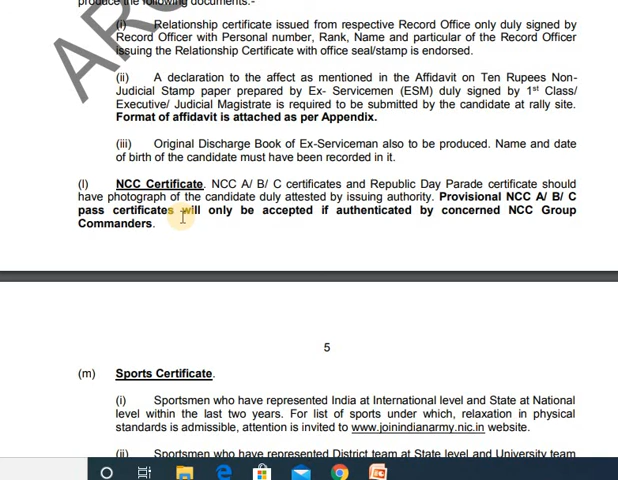 produce the following documents.-
(i) Relationship certificate issued from respective Record Office only duly signed by
Record Officer with Personal number, Rank, Name and particular of the Record Officer
issuing the Relationship Certificate with office seal/stamp is endorsed.
(ii) A declaration to the affect as mentioned in the Affidavit on Ten Rupees Non-
Judicial Stamp paper prepared by Ex- Servicemen (ESM) duly signed by 1st Class/
Executive/ Judicial Magistrate is required to be submitted by the candidate at rally site.
Format of affidavit is attached as per Appendix.
(iii) Original Discharge Book of Ex-Serviceman also to be produced. Name and date
of birth of the candidate must have been recorded in it.
(l) NCC Certificate. NCC A/ B/ C certificates and Republic Day Parade certificate should
have photograph of the candidate duly attested by issuing authority. Provisional NCC A/ B/ C
pass certificates will only be accepted if authenticated by concerned NCC Group
Commanders.
5
(m) Sports Certificate.
(i) Sportsmen who have represented India at International level and State at National
level within the last two years. For list of sports under which, relaxation in physical
standards is admissible, attention is invited to www.joinindianarmy.nic.in website.
(ii) Sportsmen who have represented District team at State level and University team